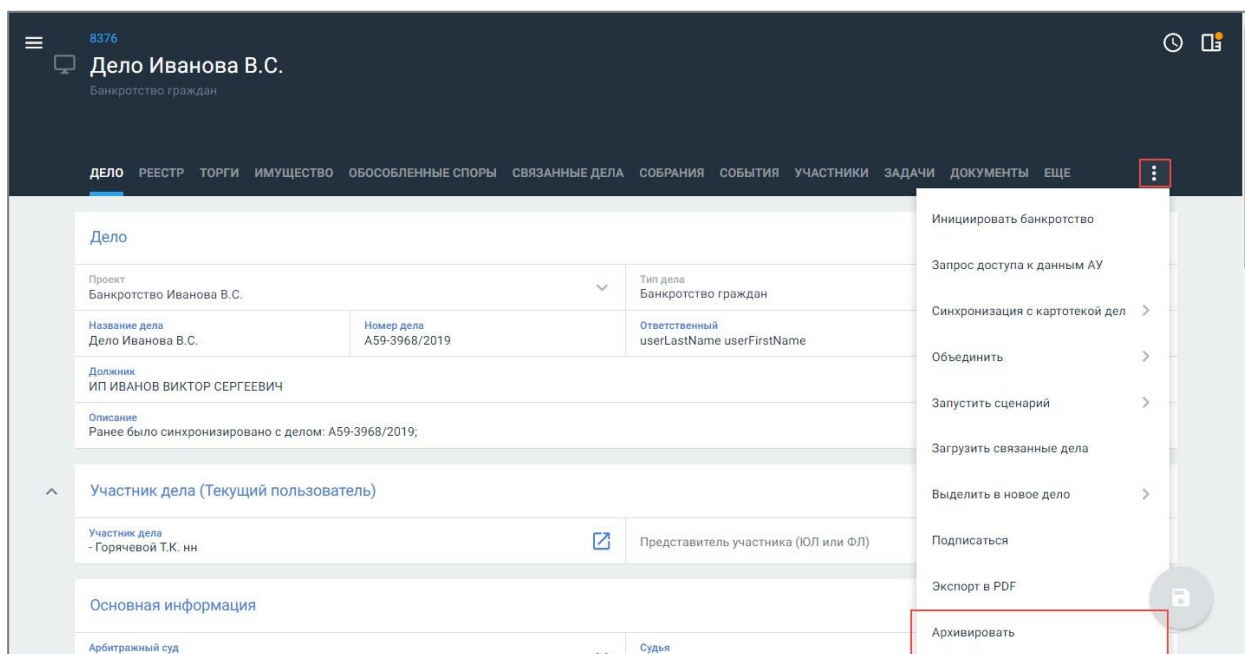 8376
Дело Иванова В.С.
Банкротство граждан
ДЕЛО РЕЕСТР ТОРГИ ИМУЩЕСТВО ОБОСОБЛЕННЫЕ СПОРЫ СВЯЗАННЫЕ ДЕЛА СОБРАНИЯ СОБЫТИЯ УЧАСТНИКИ ЗАДАЧИ ДОКУМЕНТЫ ЕЩЕ
Дело
Проект
Банкротство Иванова В.С.
Тип дела
Банкротство граждан
Название дела
Дело Иванова В.С.
Номер дела
А59-3968/2019
Ответственный
userLastName userFirstName
Должник
ИП ИВАНОВ ВИКТОР СЕРГЕЕВИЧ
Описание
Ранее было синхронизировано с делом: А59-3968/2019;
Участник дела (Текущий пользователь)
Участник дела
- Горячевой Т.К. нн
Представитель участника (ЮЛ или ФЛ)
Основная информация
Арбитражный суд
Судья
Инициировать банкротство
Запрос доступа к данным АУ
Синхронизация с картотекой дел
Объединить
Запустить сценарий
Загрузить связанные дела
Выделить в новое дело
Подписаться
Экспорт в PDF
Архивировать